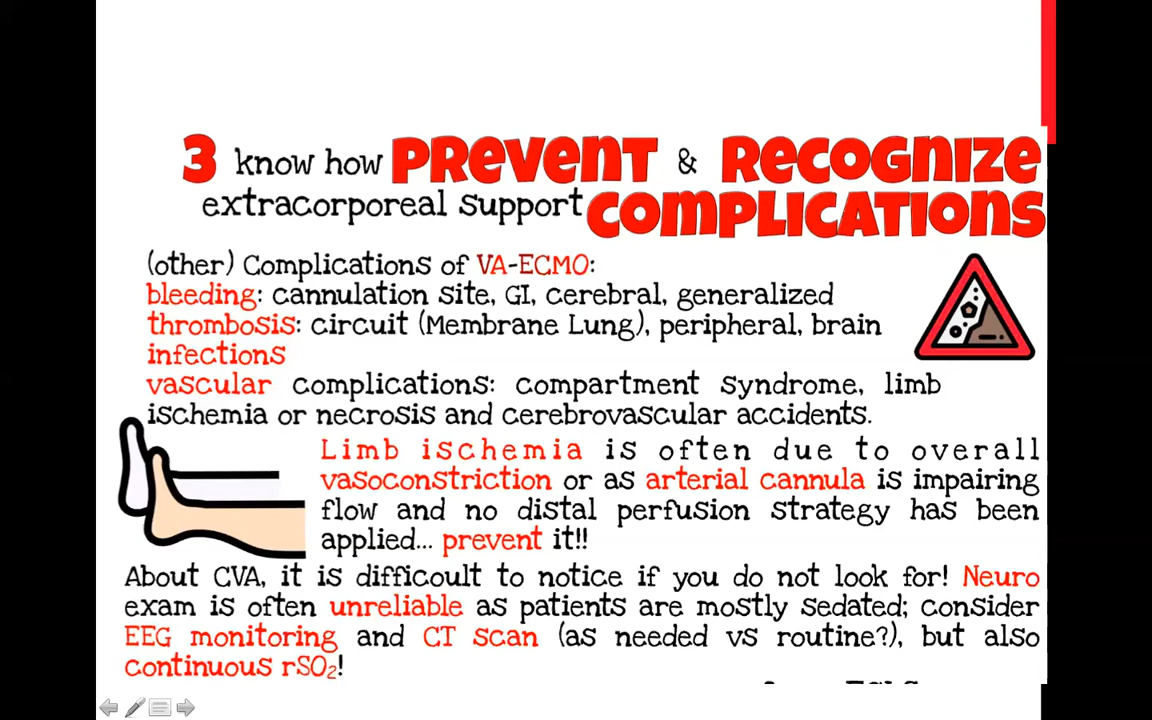 3 know how PREVENT & RECOGNIZE
extracorporeal support COMPLICATIONS
(other) Complications of VA-ECMO:
bleeding: cannulation site, GI, cerebral, generalized
thrombosis: circuit (Membrane Lung), peripheral, brain
infections
vascular complications: compartment syndrome, limb
ischemia or necrosis and cerebrovascular accidents.
Limb ischemia is often due to overall
vasoconstriction or as arterial cannula is impairing
flow and no distal perfusion strategy has been
applied... prevent it!!
About CVA, it is difficult to notice if you do not look for! Neuro
exam is often unreliable as patients are mostly sedated; consider
EEG monitoring and CT scan (as needed vs routine?), but also
continuous rSO₂!